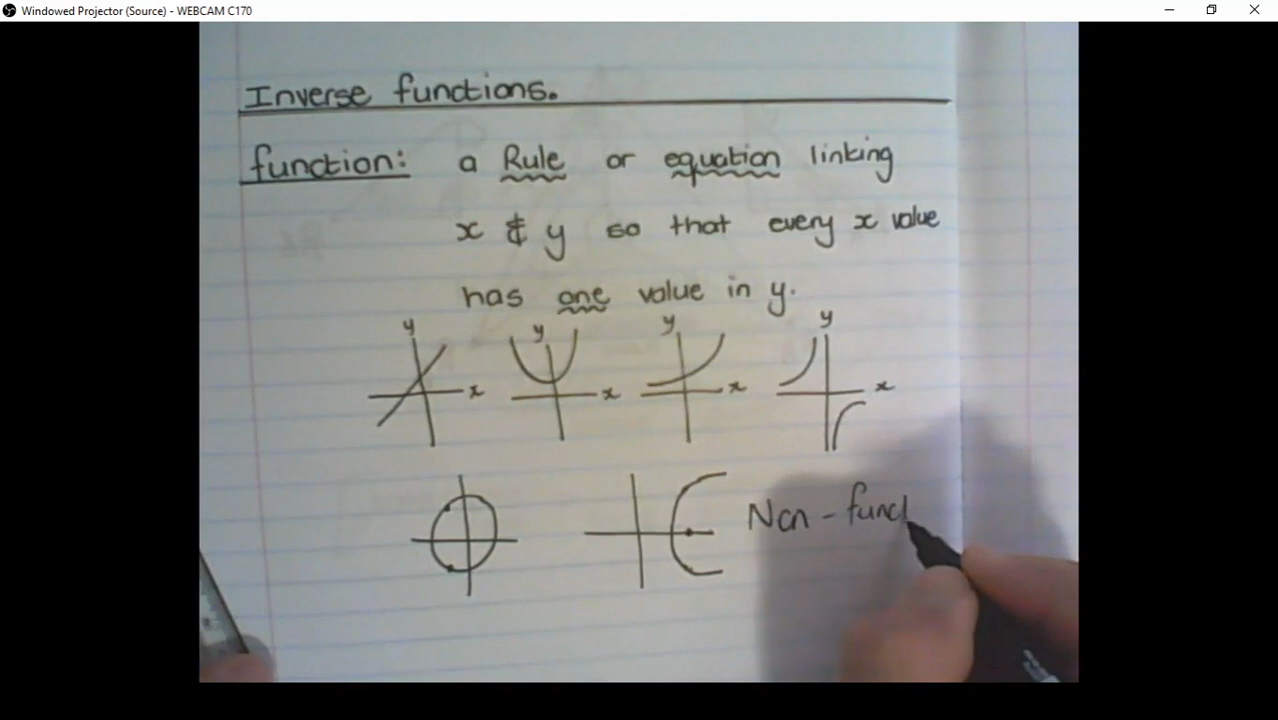 Windowed Projector (Source) - WEBCAM C170
Inverse functions.
function: a Rule or equation linking
x & y so that every x value
has one value in y.
y y y y
x x x x
Non-funct